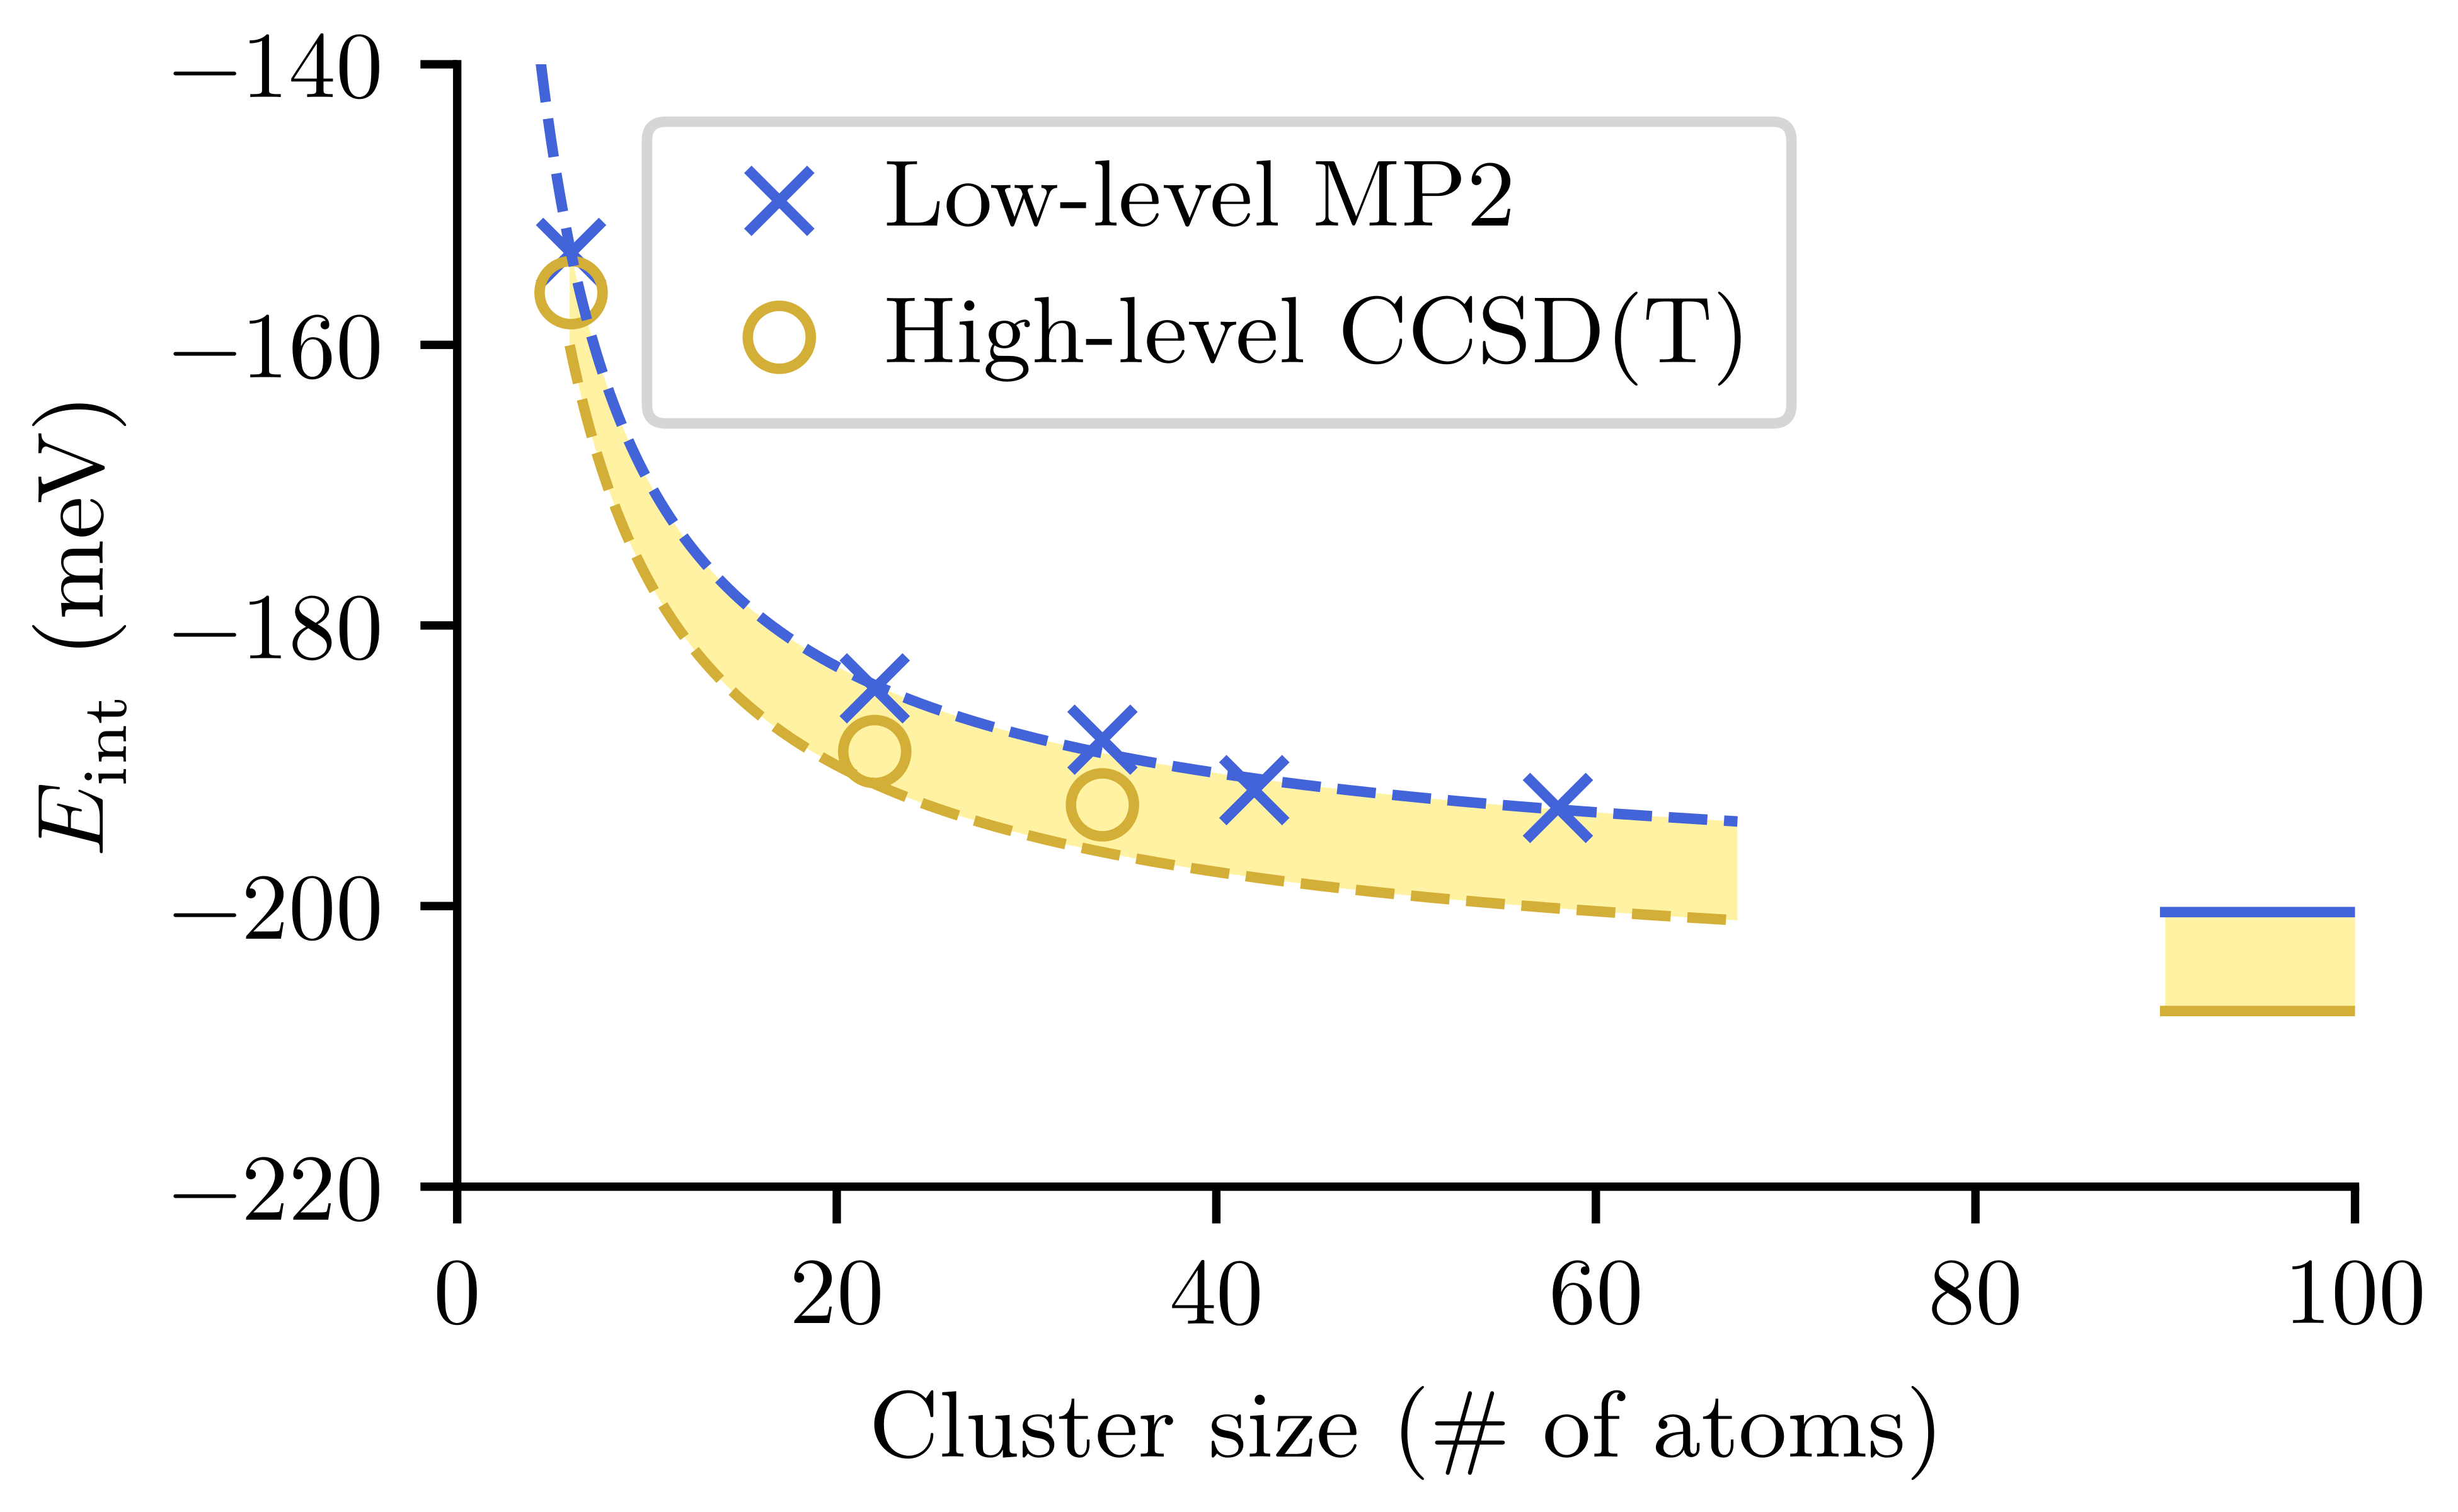 −140
−160
−180
−200
−220
E_int (meV)
Low-level MP2
High-level CCSD(T)
0 20 40 60 80 100
Cluster size (# of atoms)